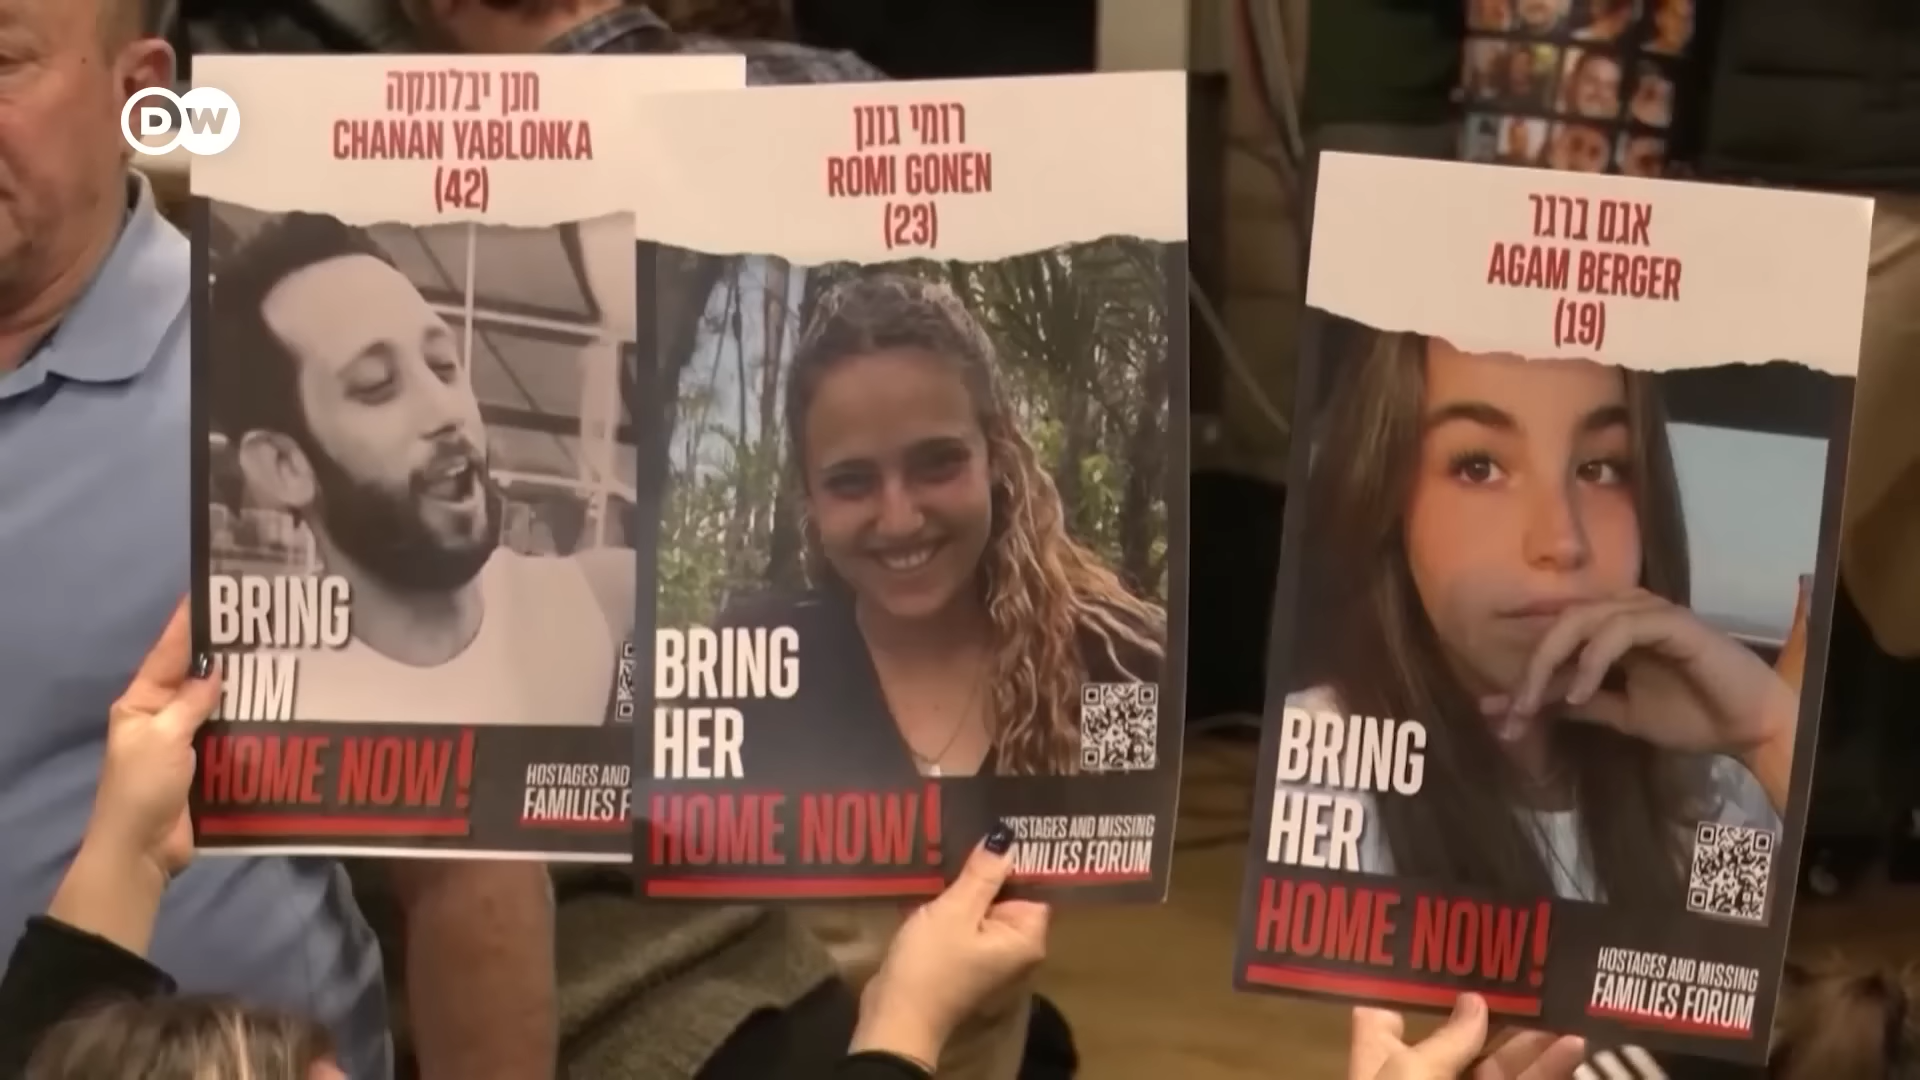 DW
חנן יבלונקה
CHANAN YABLONKA
(42)
BRING
HIM
HOME NOW!
HOSTAGES AND
FAMILIES F
רומי גונן
ROMI GONEN
(23)
BRING
HER
HOME NOW!
HOSTAGES AND MISSING
FAMILIES FORUM
אגם ברגר
AGAM BERGER
(19)
BRING
HER
HOME NOW!
HOSTAGES AND MISSING
FAMILIES FORUM